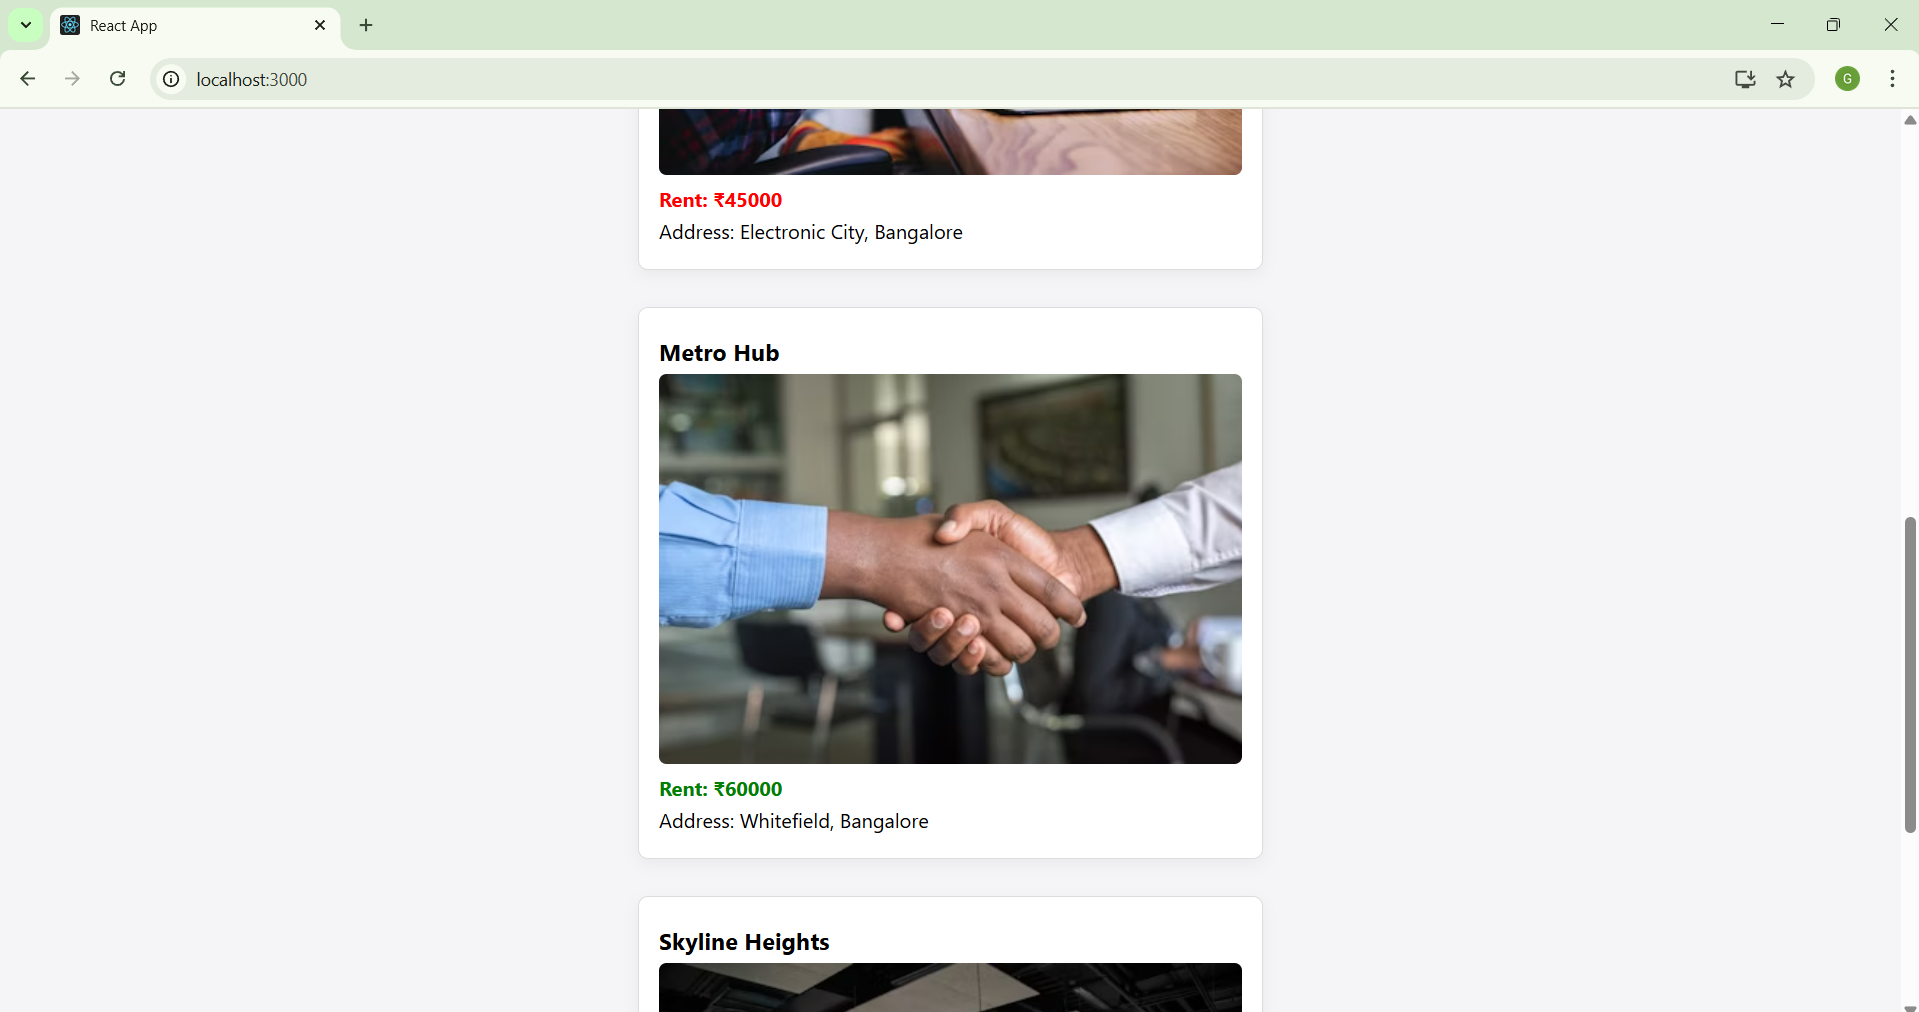 React App
localhost:3000
G
Rent: ₹45000
Address: Electronic City, Bangalore
Metro Hub
Rent: ₹60000
Address: Whitefield, Bangalore
Skyline Heights